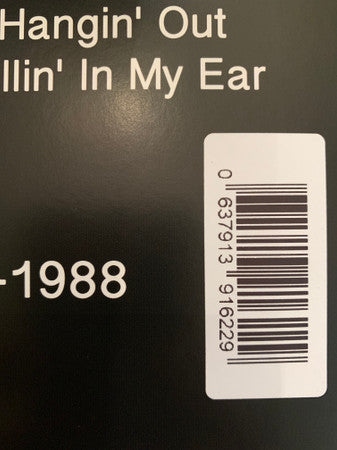 Hangin' Out
llin' In My Ear
-1988
0 637913 916229